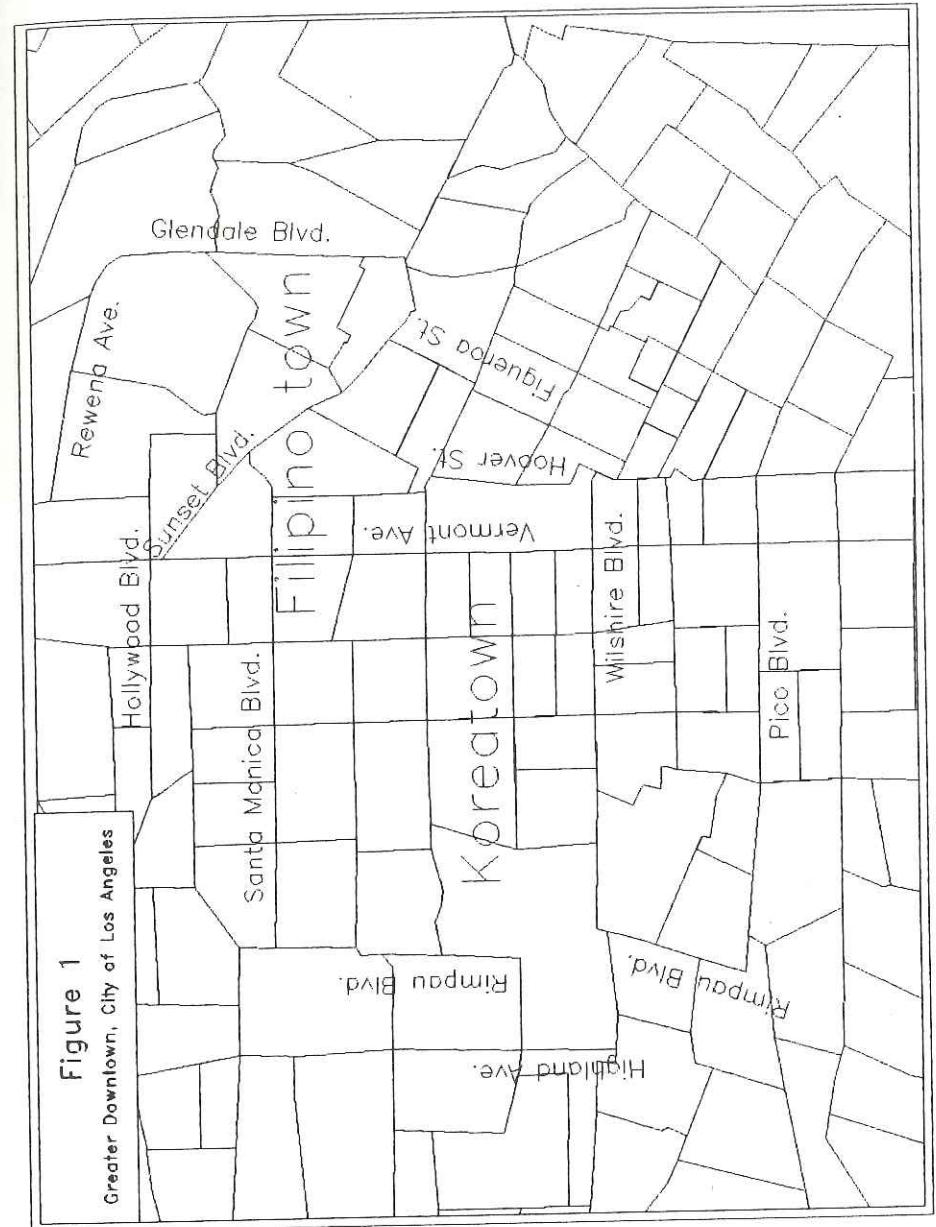 Figure 1
Greater Downtown, City of Los Angeles
Rewena Ave.
Glendale Blvd.
Hollywood Blvd.
Sunset Blvd.
Santa Monica Blvd.
Fillipino town
Vermont Ave.
Hoover St.
Figueroa St.
Koreatown
Wilshire Blvd.
Pico Blvd.
Rimpau Blvd.
Rimpau Blvd.
Highland Ave.